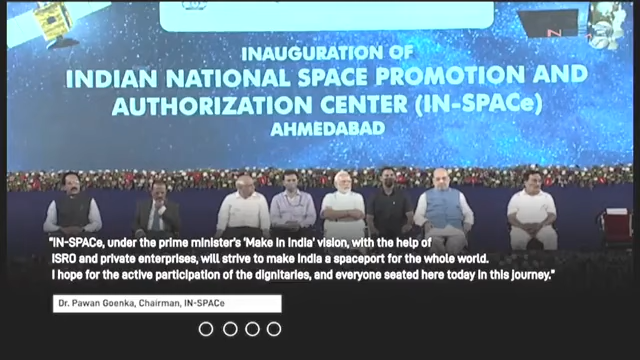 INAUGURATION OF
INDIAN NATIONAL SPACE PROMOTION AND
AUTHORIZATION CENTER (IN-SPACe)
AHMEDABAD
"IN-SPACe, under the prime minister's 'Make in India' vision, with the help of
ISRO and private enterprises, will strive to make India a spaceport for the whole world.
I hope for the active participation of the dignitaries, and everyone seated here today in this journey."
Dr. Pawan Goenka, Chairman, IN-SPACe